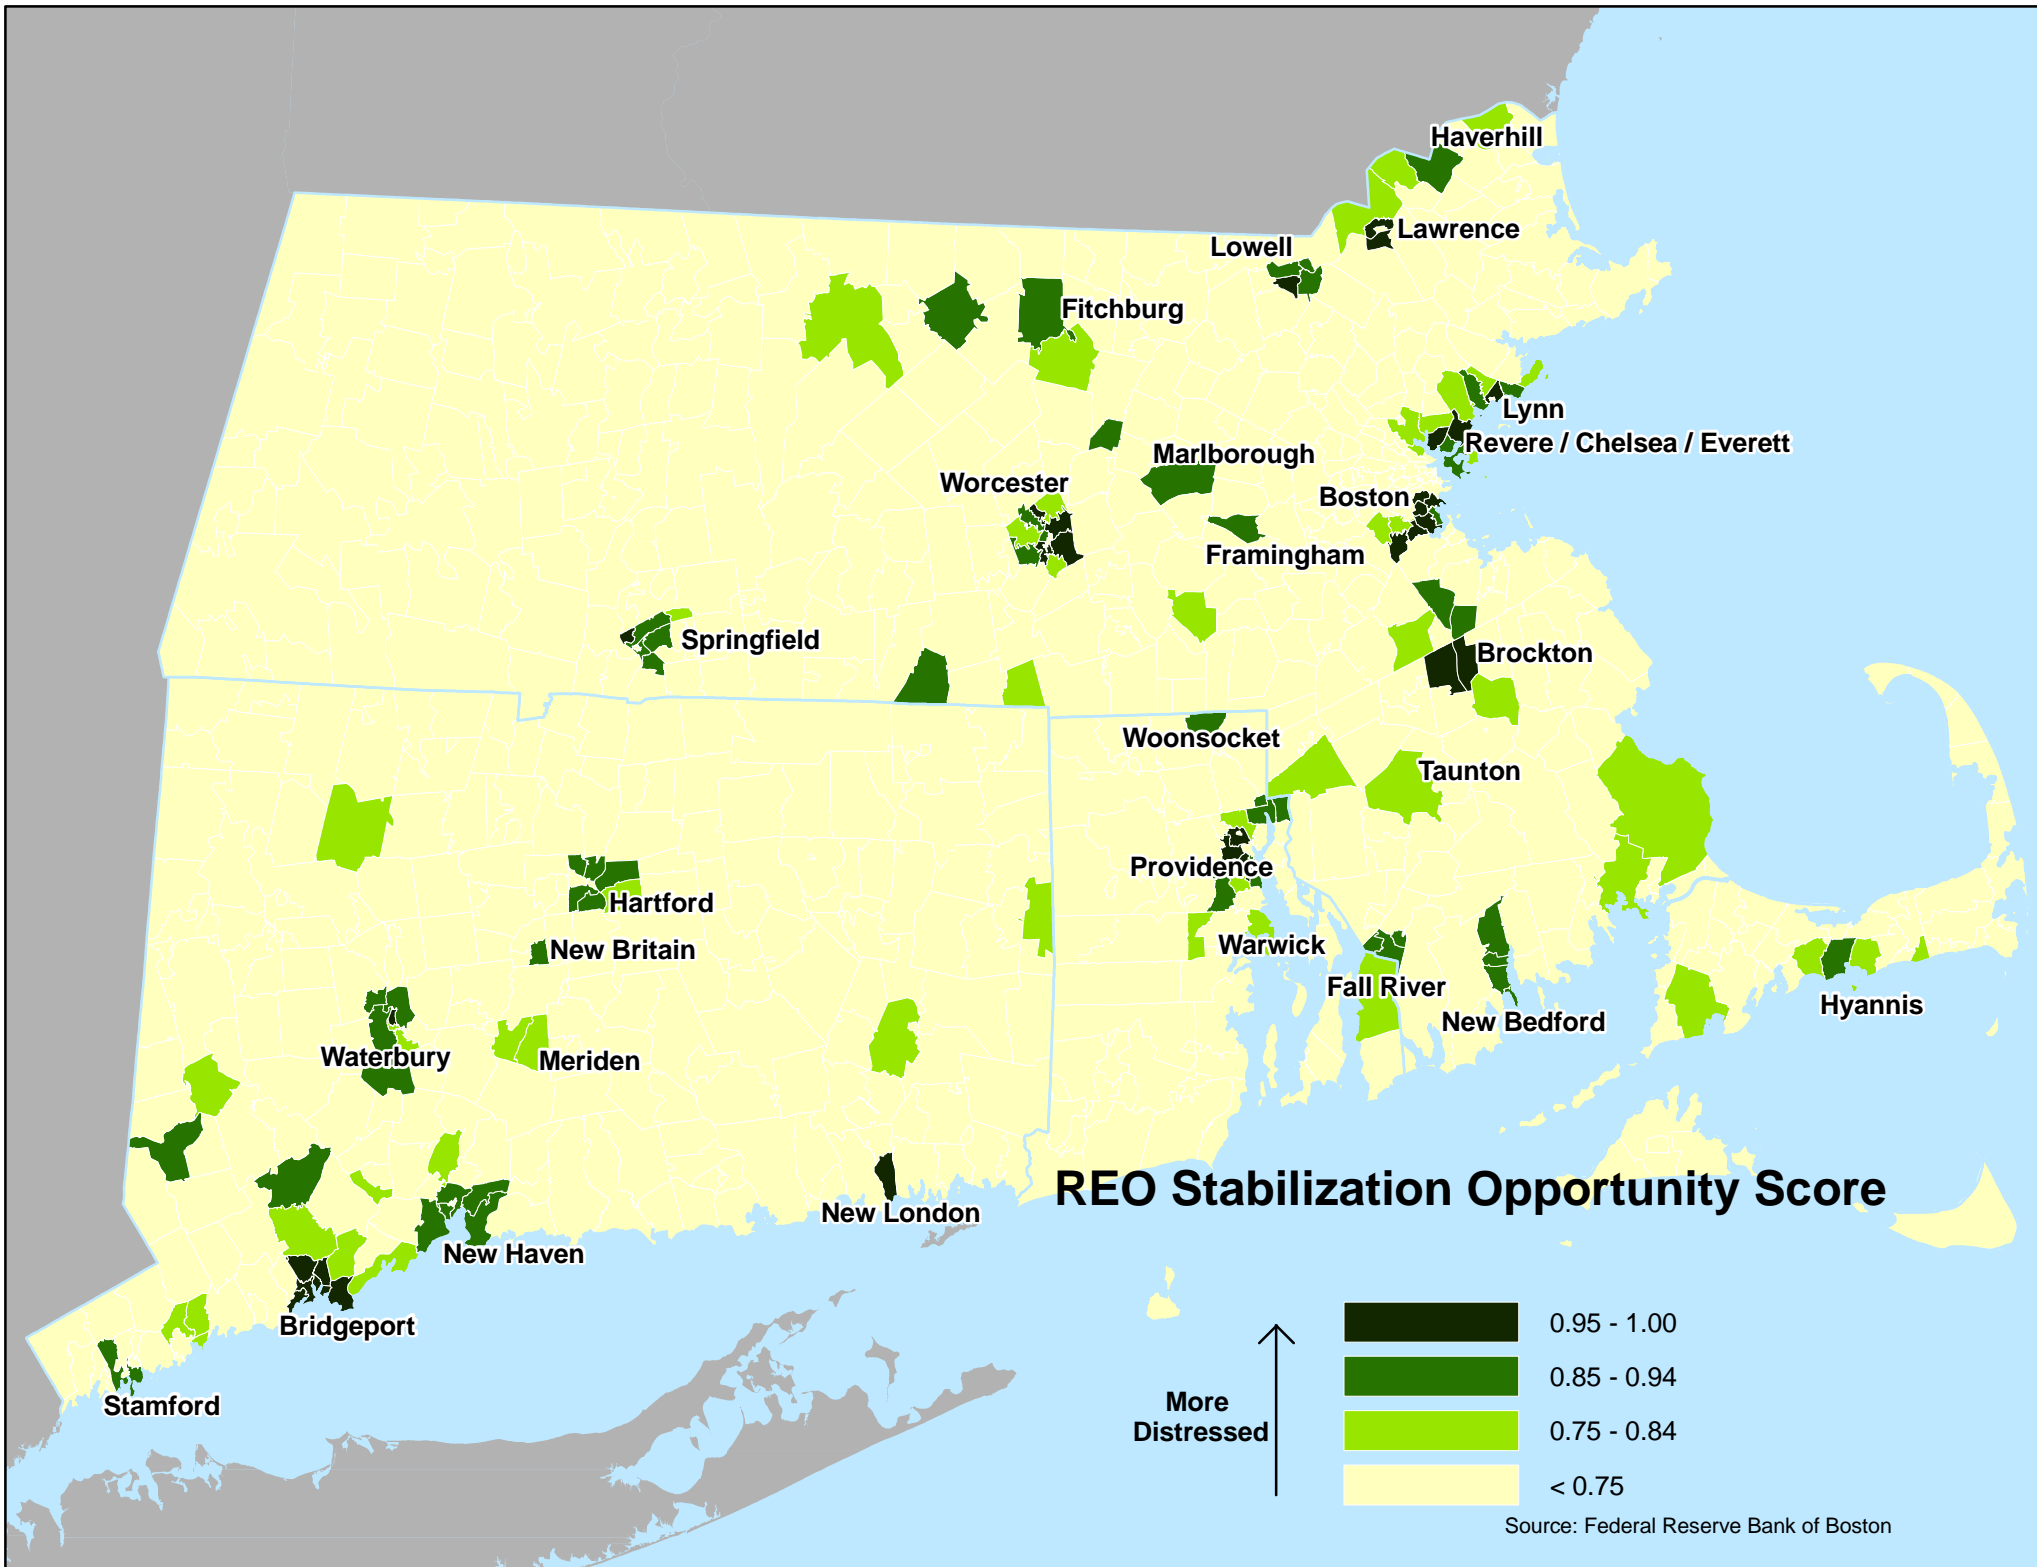 Haverhill
Lawrence
Lowell
Fitchburg
Lynn
Revere / Chelsea / Everett
Marlborough
Worcester
Boston
Framingham
Springfield
Brockton
Woonsocket
Taunton
Providence
Hartford
Warwick
New Britain
Fall River
Hyannis
New Bedford
Waterbury
Meriden
REO Stabilization Opportunity Score
New London
New Haven
Bridgeport
Stamford
More
Distressed
0.95 - 1.00
0.85 - 0.94
0.75 - 0.84
< 0.75
Source: Federal Reserve Bank of Boston